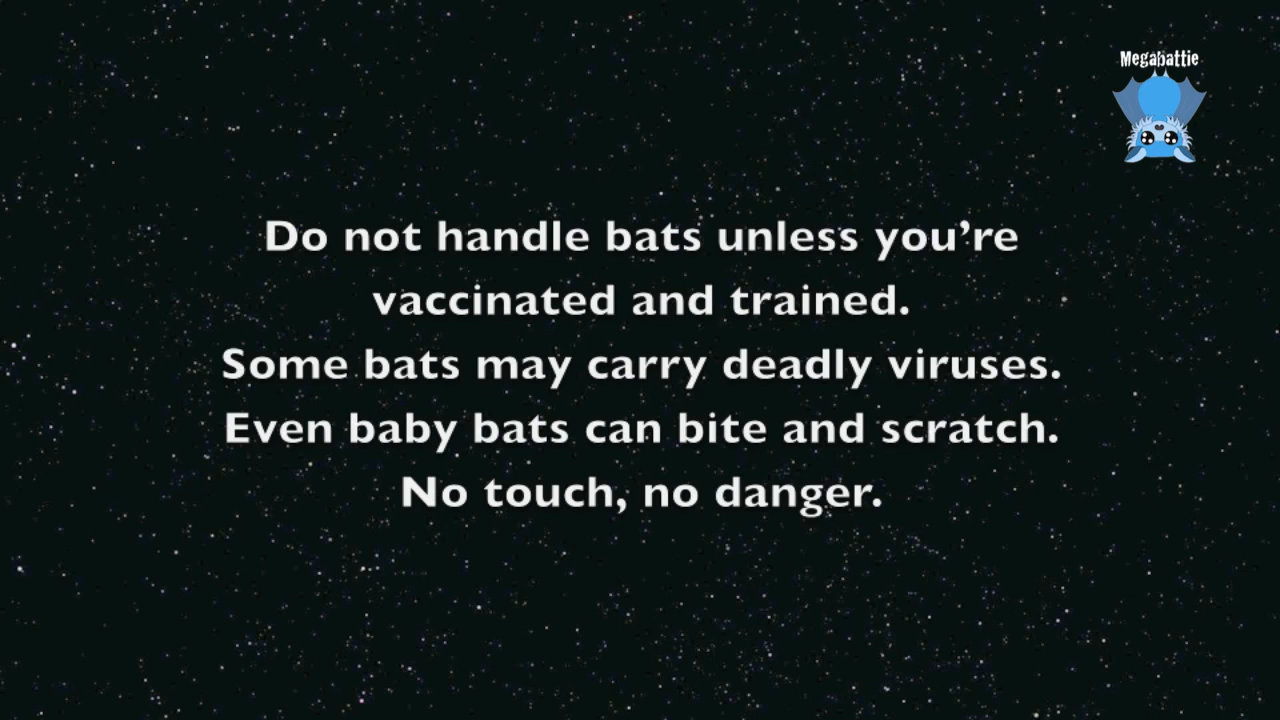 Megabattie
Do not handle bats unless you’re
vaccinated and trained.
Some bats may carry deadly viruses.
Even baby bats can bite and scratch.
No touch, no danger.